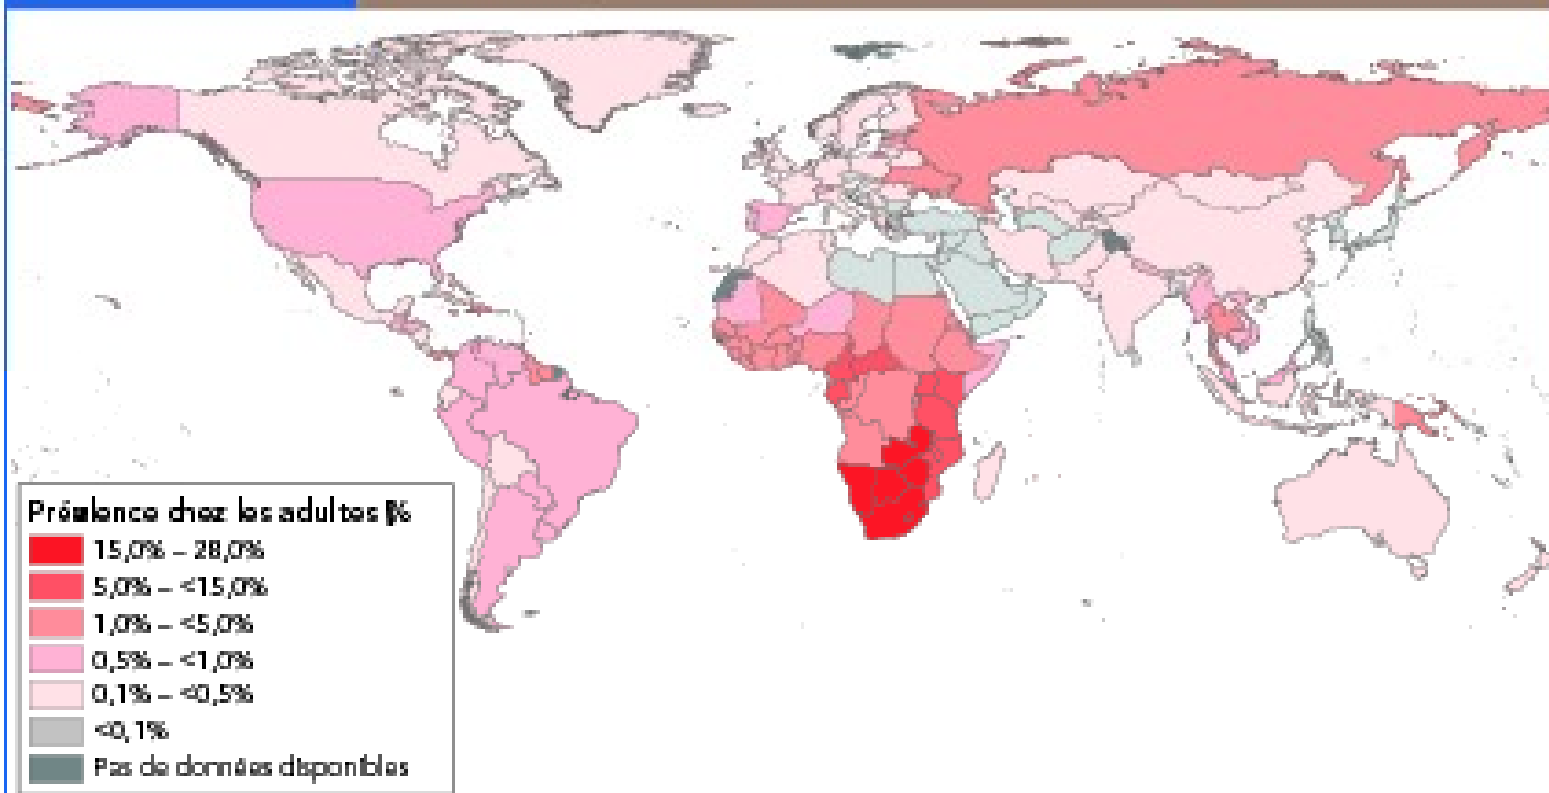 Préalence chez les adultes %
15,0% – 28,0%
5,0% – <15,0%
1,0% – <5,0%
0,5% – <1,0%
0,1% – <0,5%
<0,1%
Pas de données disponibles